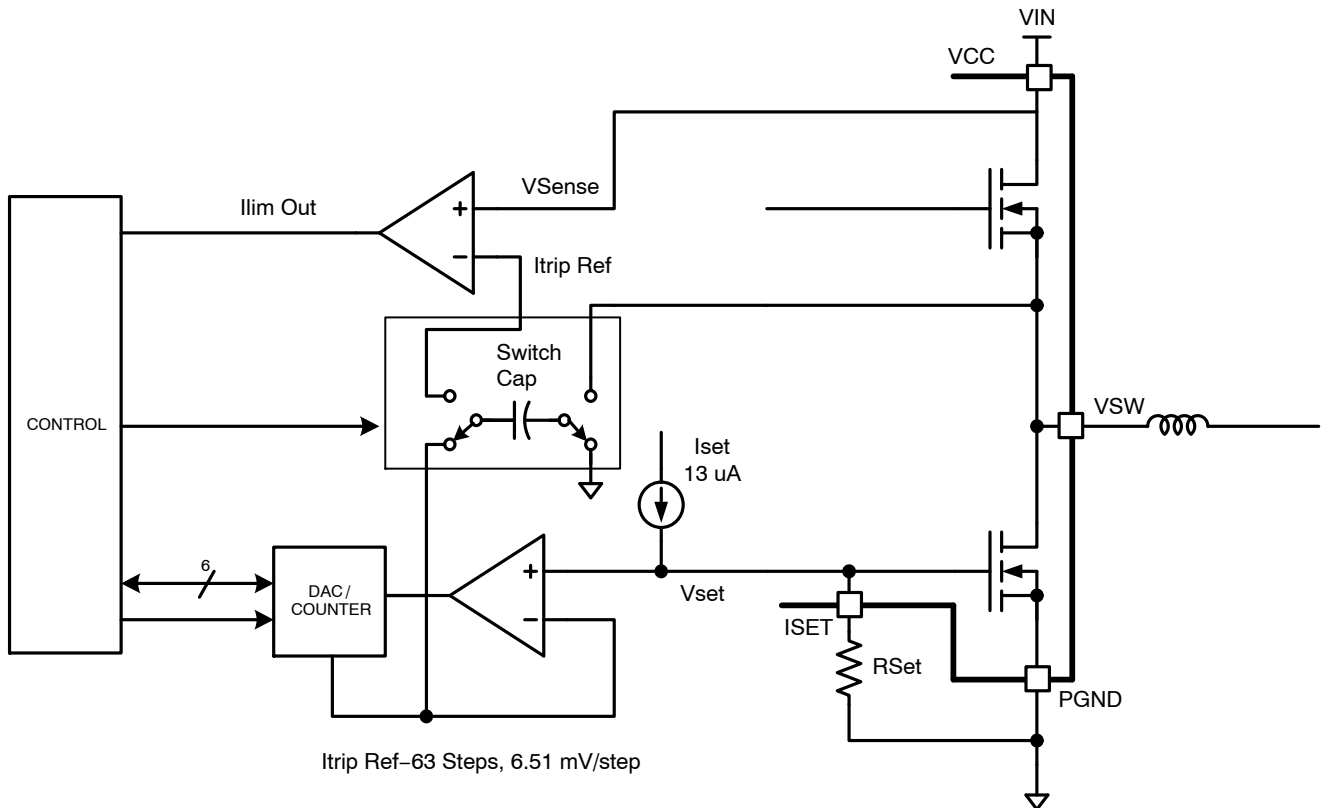 VIN
VCC
VSense
Ilim Out
+
−
Itrip Ref
Switch
Cap
CONTROL
VSW
Iset
13 uA
6
DAC /
COUNTER
+
−
Vset
ISET
RSet
PGND
Itrip Ref−63 Steps, 6.51 mV/step